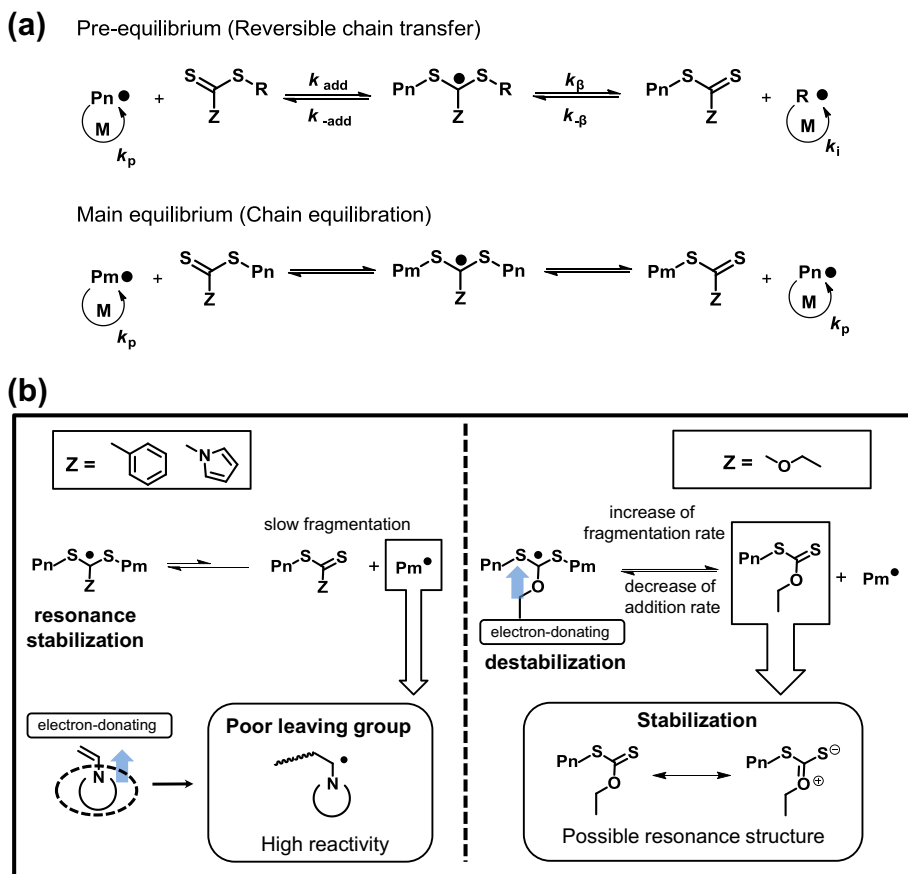 (a)
Pre-equilibrium (Reversible chain transfer)
Pn● + S S R Z
k add
k -add
Pn S ● S R Z
kβ
k-β
Pn S S Z + R ●
M
kp
M
ki
Main equilibrium (Chain equilibration)
Pm● + S S Pn Z
Pm S ● S Pn Z
Pm S S Z + Pn●
M
kp
M
kp
(b)
Z = N
slow fragmentation
Pn S • S Pm Z
Pn S S Z + Pm•
resonance
stabilization
electron-donating
N
Poor leaving group
N •
High reactivity
Z = O
increase of
fragmentation rate
decrease of
addition rate
Pn S • S Pm O
Pn S S O + Pm•
electron-donating
destabilization
Stabilization
Pn S S O
Pn S S ⊖ O ⊕
Possible resonance structure